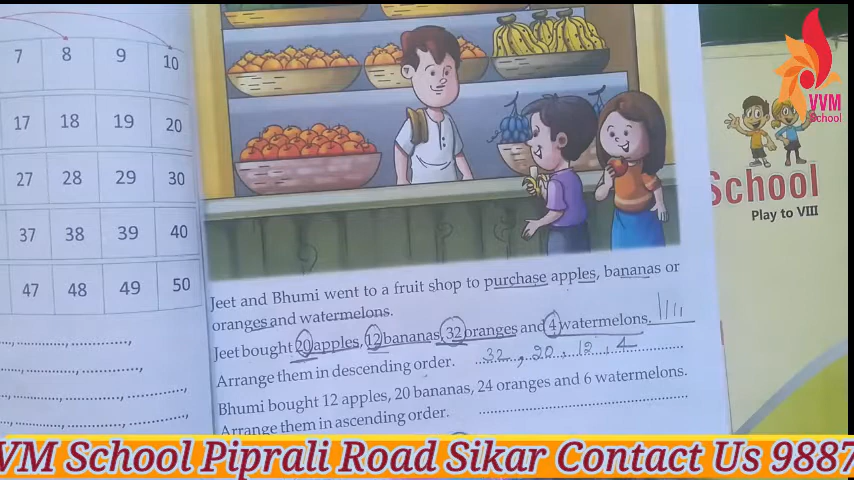 7 8 9 10
17 18 19 20
27 28 29 30
37 38 39 40
47 48 49 50
Jeet and Bhumi went to a fruit shop to purchase apples, bananas or
oranges and watermelons.
Jeet bought 20 apples, 12 bananas, 32 oranges and 4 watermelons.
Arrange them in descending order. 32, 20, 12, 4
Bhumi bought 12 apples, 20 bananas, 24 oranges and 6 watermelons.
Arrange them in ascending order.
VVM
School
School
Play to VIII
VM School Piprali Road Sikar Contact Us 9887